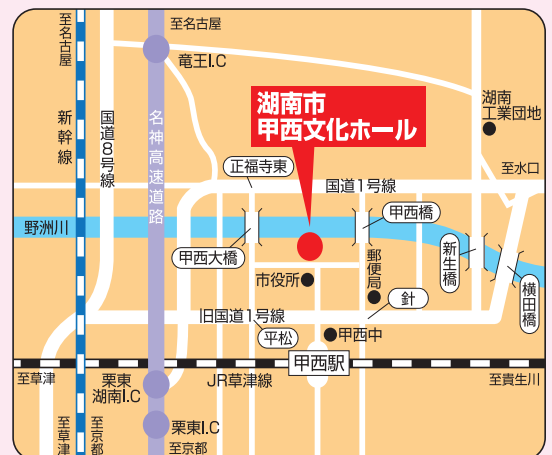 至名古屋
至名古屋
竜王I.C
新幹線
国道8号線
名神高速道路
湖南市
甲西文化ホール
湖南
工業団地
正福寺東
国道1号線
至水口
野洲川
甲西橋
甲西大橋
新生橋
横田橋
市役所
郵便局
針
旧国道1号線
平松
甲西中
甲西駅
至草津
栗東
湖南I.C
JR草津線
至貴生川
至草津
至京都
栗東I.C
至京都